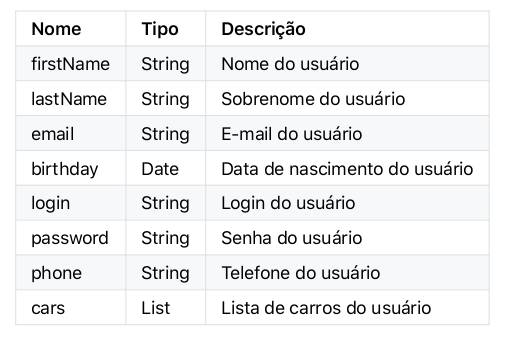 Nome Tipo Descrição
firstName String Nome do usuário
lastName String Sobrenome do usuário
email String E-mail do usuário
birthday Date Data de nascimento do usuário
login String Login do usuário
password String Senha do usuário
phone String Telefone do usuário
cars List Lista de carros do usuário